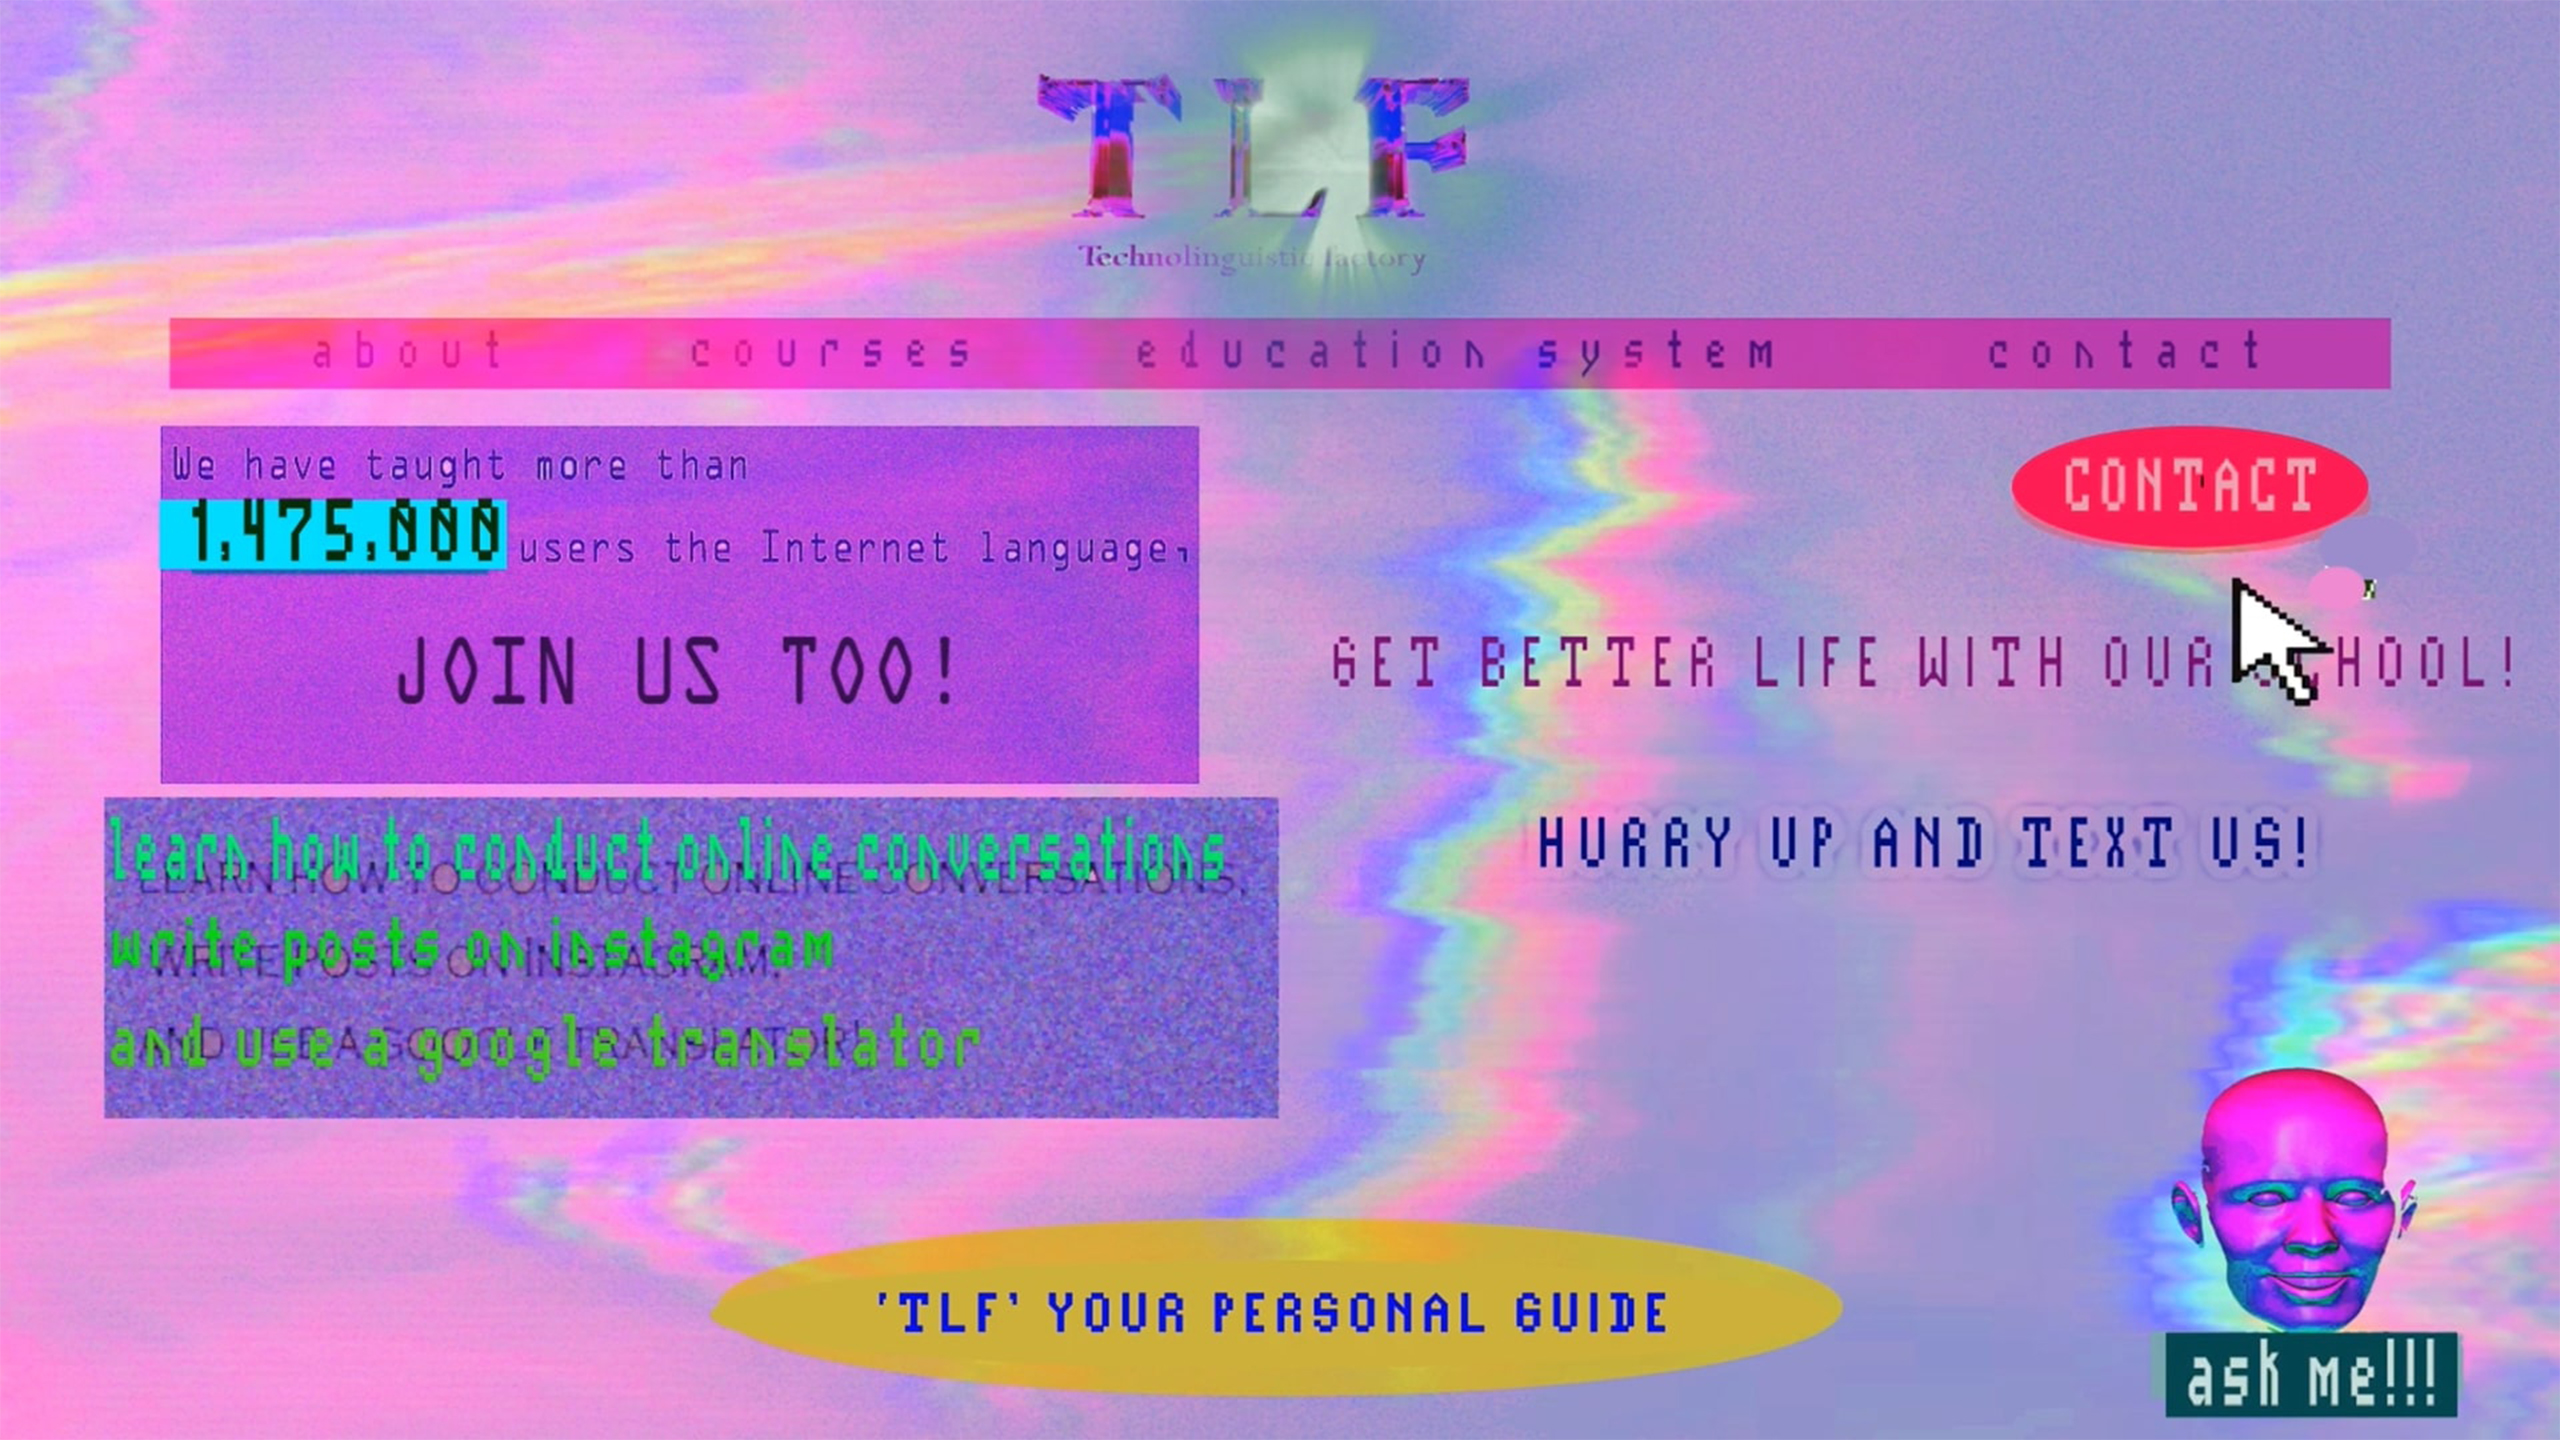 TLF
Technolinguistic factory
about courses education system contact
We have taught more than
1,475,000 users the Internet language,
JOIN US TOO!
CONTACT
GET BETTER LIFE WITH OUR SCHOOL!
HURRY UP AND TEXT US!
learn how to conduct online conversations
LEARN HOW TO CONDUCT ONLINE CONVERSATIONS,
write posts on instagram
WRITE POSTS ON INSTAGRAM,
and use a google translator
AND USE A GOOGLE TRANSLATOR!
'TLF' YOUR PERSONAL GUIDE
ask me!!!